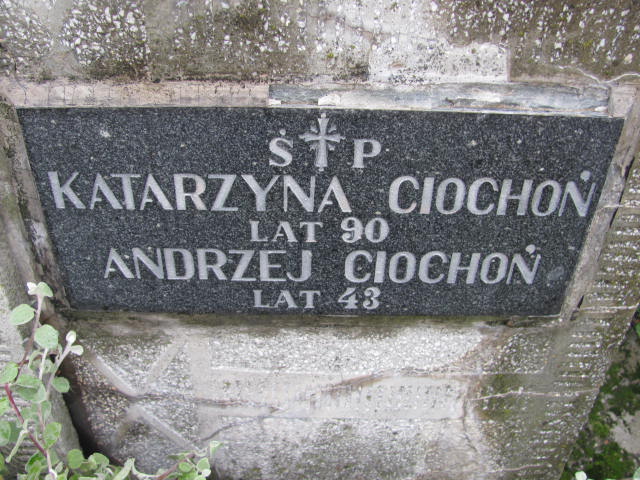 Ś P
KATARZYNA CIOCHOŃ
LAT 90
ANDRZEJ CIOCHOŃ
LAT 43